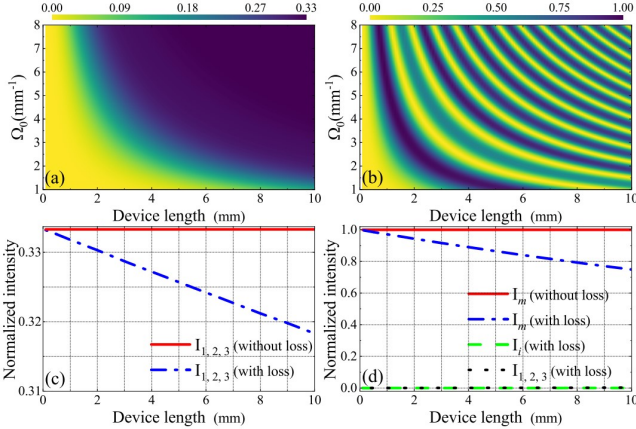 0.00 0.09 0.18 0.27 0.33
0.00 0.25 0.50 0.75 1.00
8
7
6
5
4
3
2
1
Ω₀(mm⁻¹)
(a)
0 2 4 6 8 10
Device length (mm)
8
7
6
5
4
3
2
1
Ω₀(mm⁻¹)
(b)
0 2 4 6 8 10
Device length (mm)
Normalized intensity
0.33
0.32
0.31
I₁, ₂, ₃ (without loss)
I₁, ₂, ₃ (with loss)
(c)
0 2 4 6 8 10
Device length (mm)
Normalized intensity
1.0
0.8
0.6
0.4
0.2
0.0
Iₘ (without loss)
Iₘ (with loss)
Iᵢ (with loss)
I₁, ₂, ₃ (with loss)
(d)
0 2 4 6 8 10
Device length (mm)